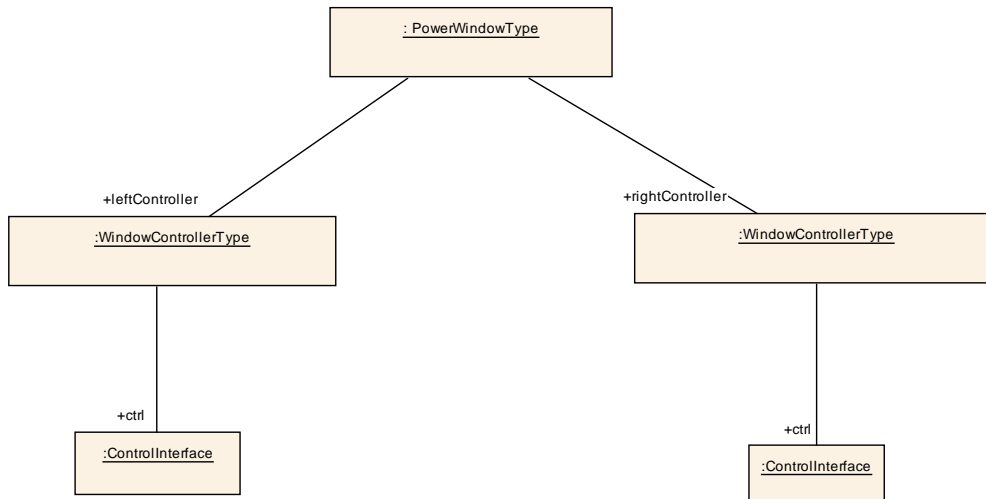 : PowerWindowType
+leftController
+rightController
:WindowControllerType
:WindowControllerType
+ctrl
+ctrl
:ControlInterface
:ControlInterface